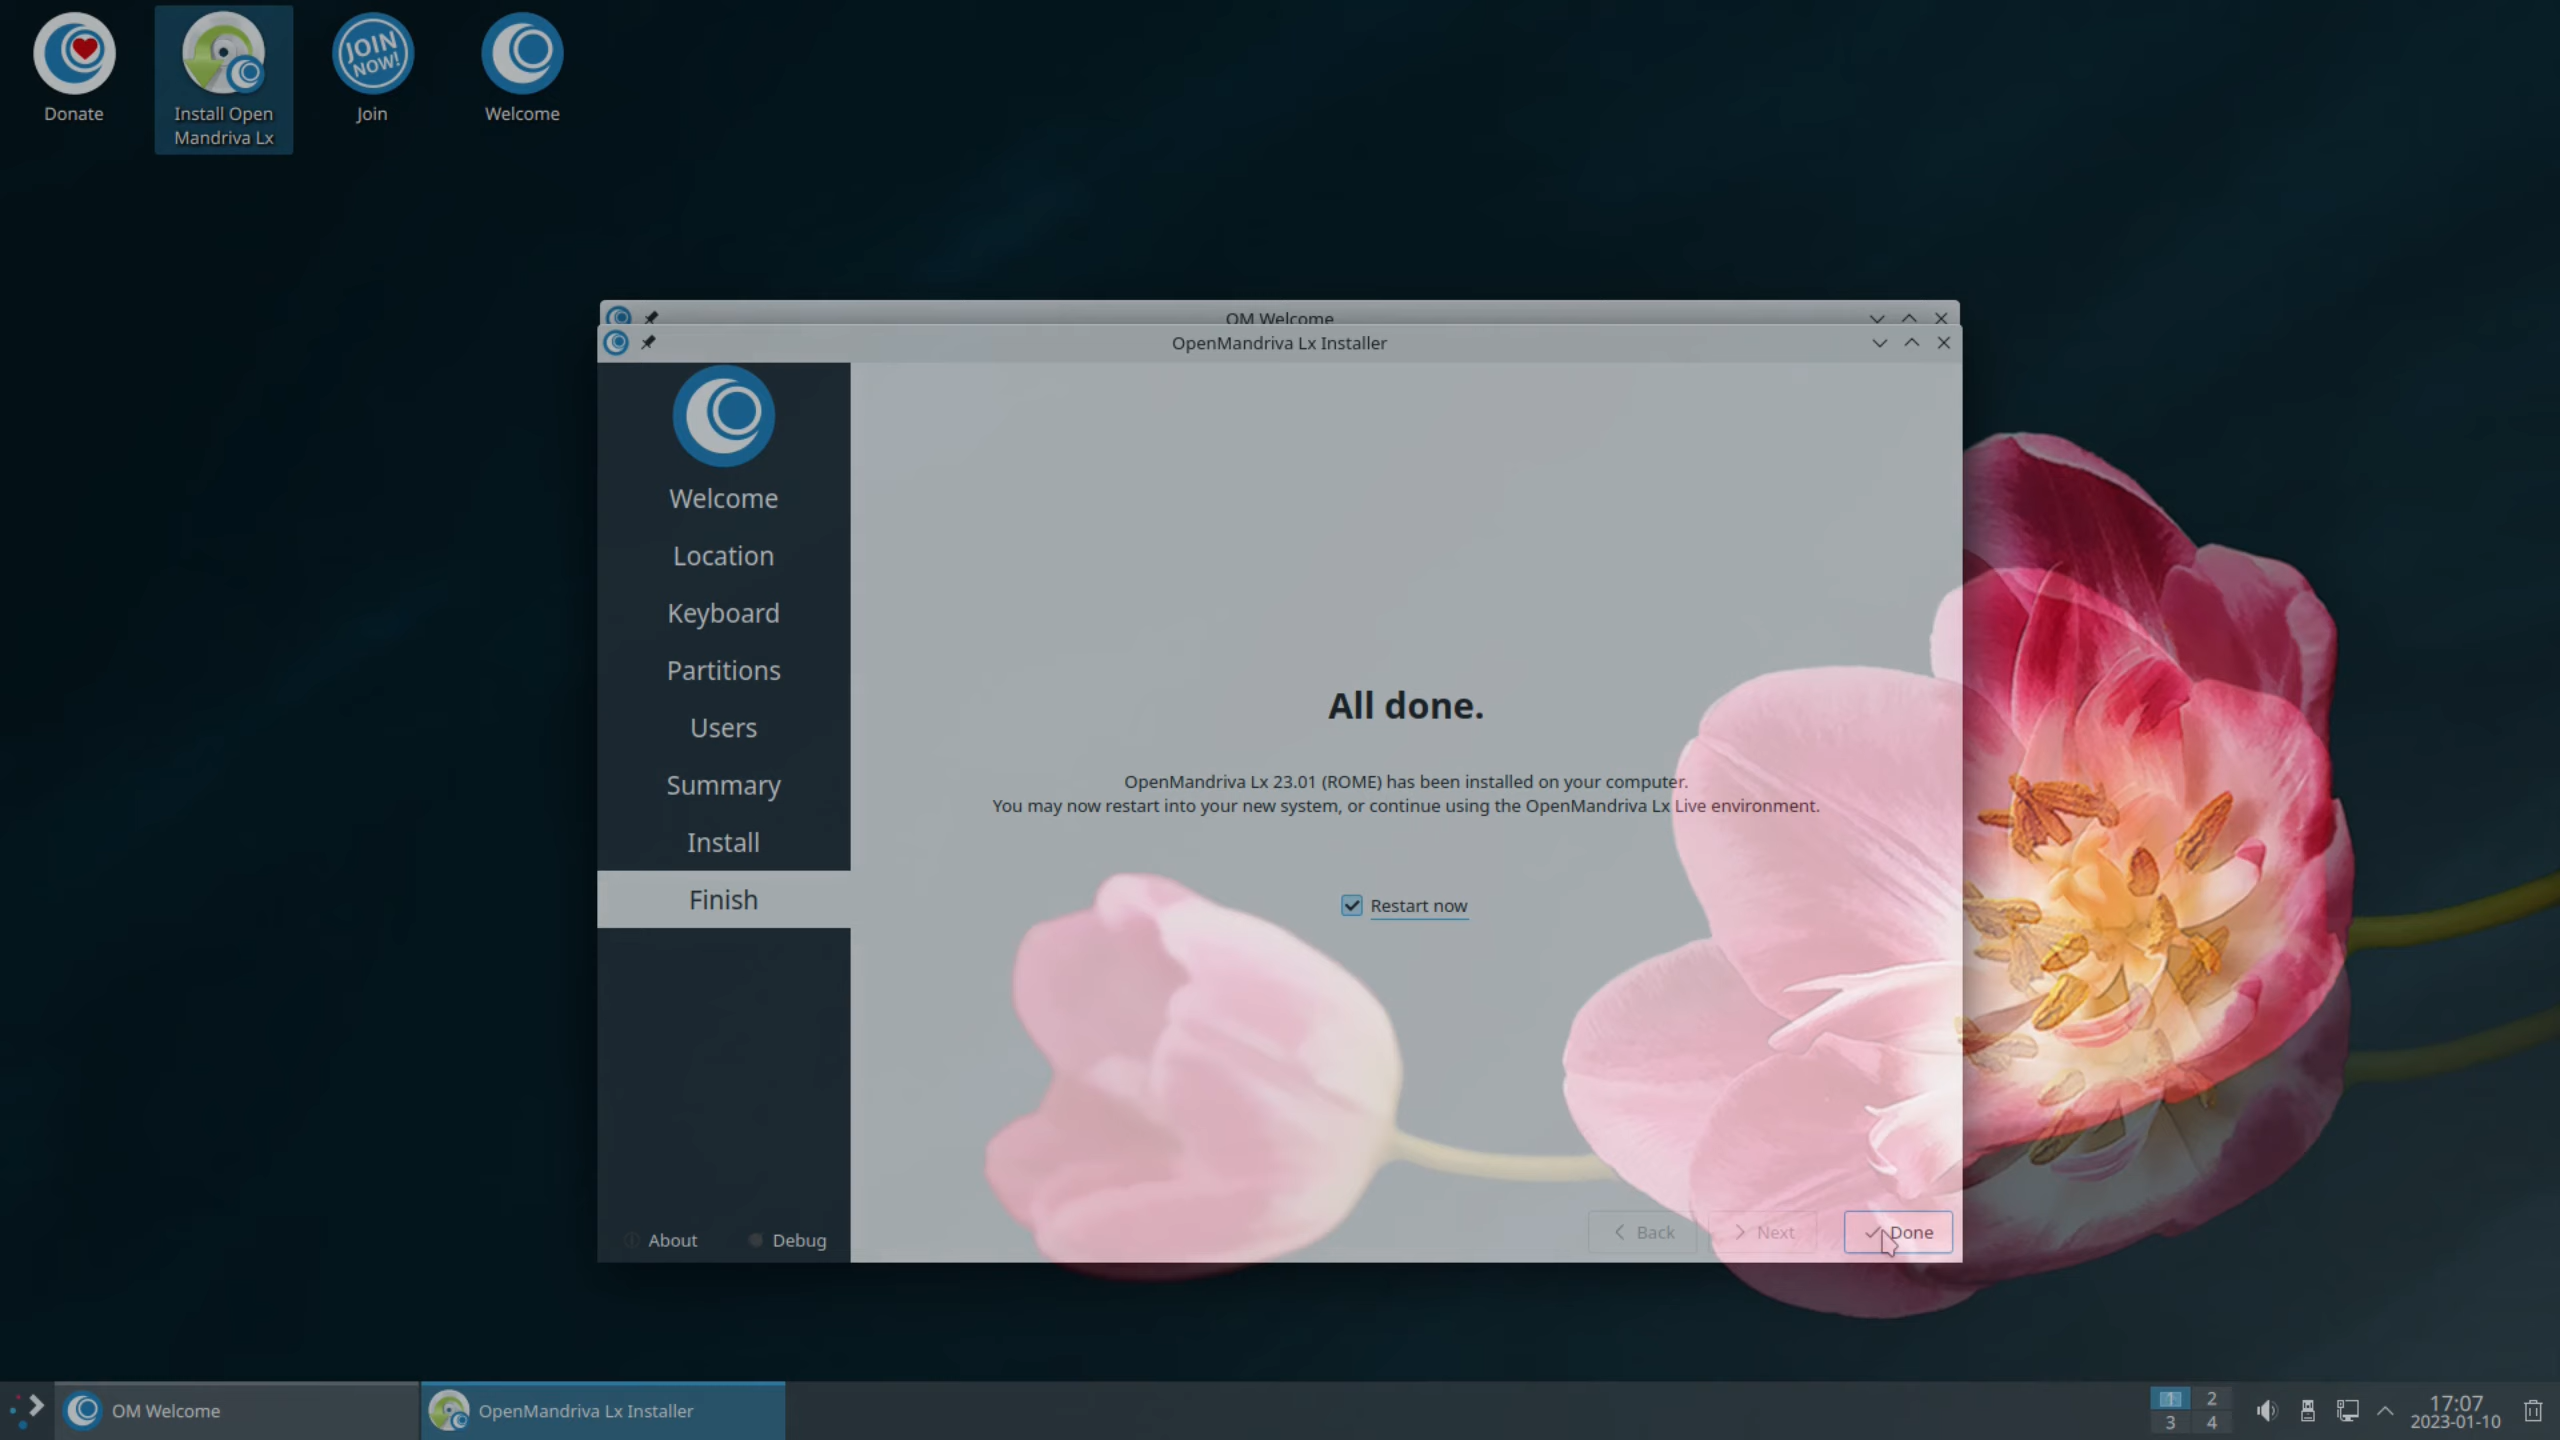 Donate
Install Open
Mandriva Lx
JOIN
NOW!
Join
Welcome
OM Welcome
OpenMandriva Lx Installer
Welcome
Location
Keyboard
Partitions
Users
Summary
Install
Finish
All done.
OpenMandriva Lx 23.01 (ROME) has been installed on your computer.
You may now restart into your new system, or continue using the OpenMandriva Lx Live environment.
Restart now
About
Debug
Back
Next
Done
OM Welcome
OpenMandriva Lx Installer
1
2
3
4
17:07
2023-01-10